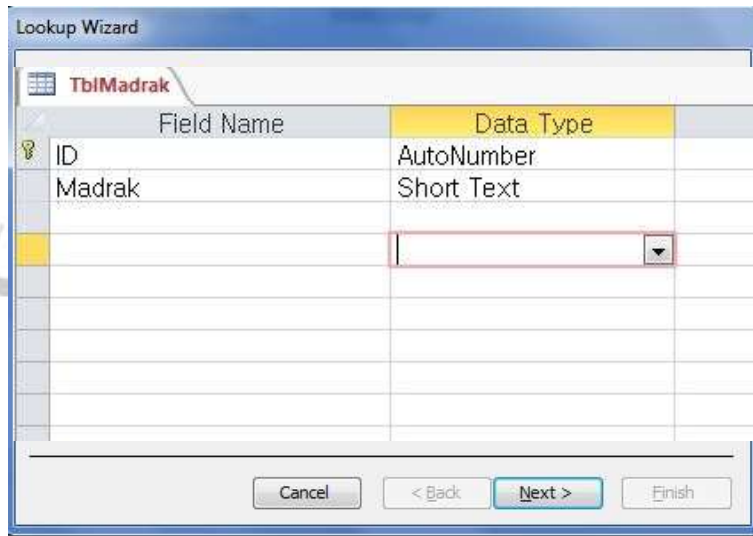 Lookup Wizard
TblMadrak
Field Name Data Type
ID AutoNumber
Madrak Short Text
Cancel < Back Next > Finish